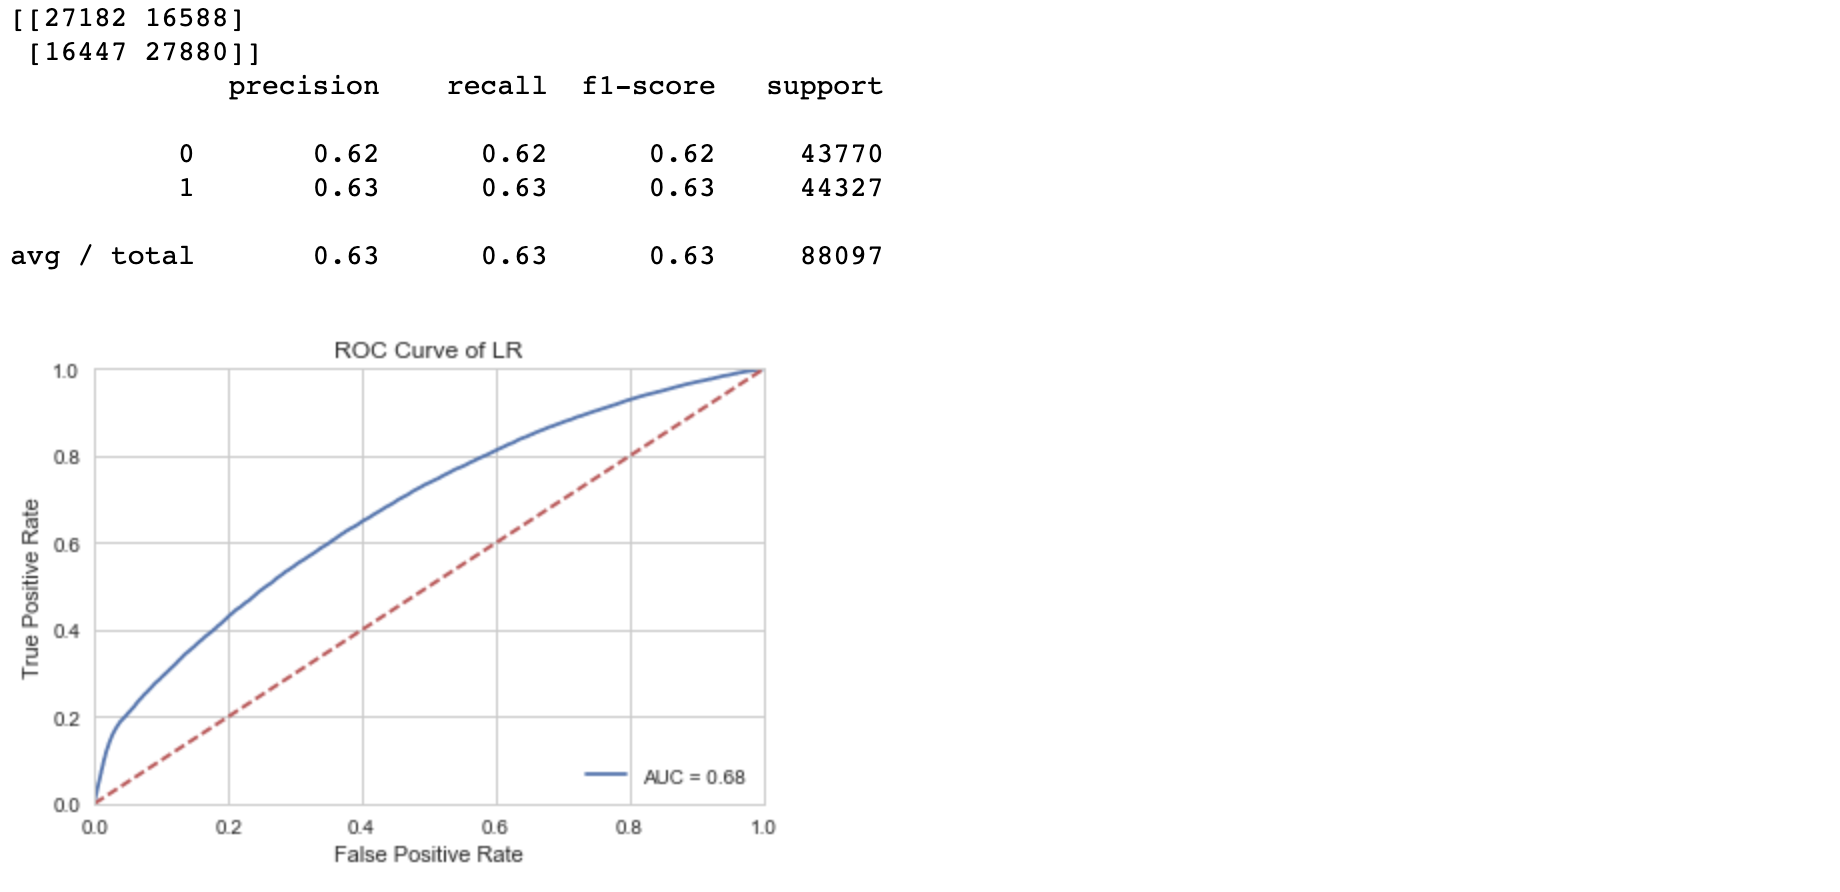 [[27182 16588]
[16447 27880]]
precision recall f1-score support
0 0.62 0.62 0.62 43770
1 0.63 0.63 0.63 44327
avg / total 0.63 0.63 0.63 88097
ROC Curve of LR
1.0
0.8
0.6
0.4
0.2
0.0
True Positive Rate
AUC = 0.68
0.0 0.2 0.4 0.6 0.8 1.0
False Positive Rate